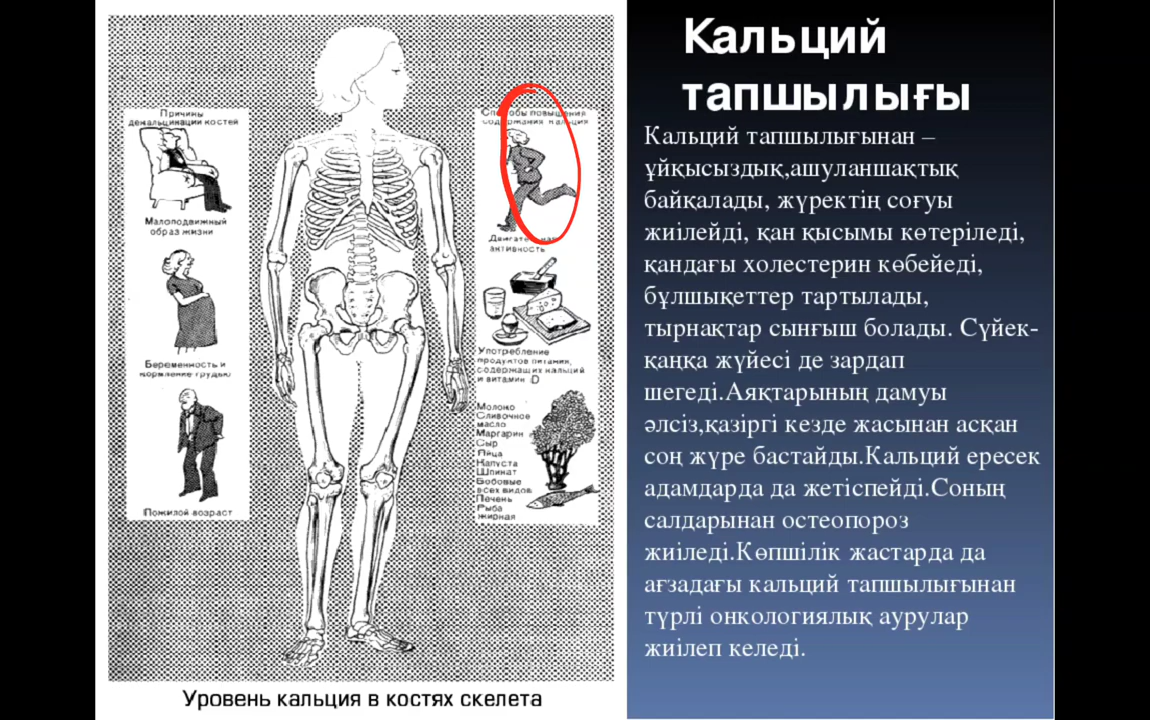 Причины
декальцинации костей
Малоподвижный
образ жизни
Беременность и
кормление грудью
Пожилой возраст
Способы повышения
содержания кальция
Двигательная
активность
Употребление
продуктов питания,
содержащих кальций
и витамин D
Молоко
Сливочное
масло
Маргарин
Сыр
Яйца
Капуста
Шпинат
Бобовые
всех видов
Печень
Рыба
жирная
Уровень кальция в костях скелета
Кальций
тапшылығы
Кальций тапшылығынан –
ұйқысыздық,ашуланшақтық
байқалады, жүректің соғуы
жиілейді, қан қысымы көтеріледі,
қандағы холестерин көбейеді,
бұлшықеттер тартылады,
тырнақтар сынғыш болады. Сүйек-
қаңқа жүйесі де зардап
шегеді.Аяқтарының дамуы
әлсіз,қазіргі кезде жасынан асқан
соң жүре бастайды.Кальций ересек
адамдарда да жетіспейді.Соның
салдарынан остеопороз
жиіледі.Көпшілік жастарда да
ағзадағы кальций тапшылығынан
түрлі онкологиялық аурулар
жиілеп келеді.